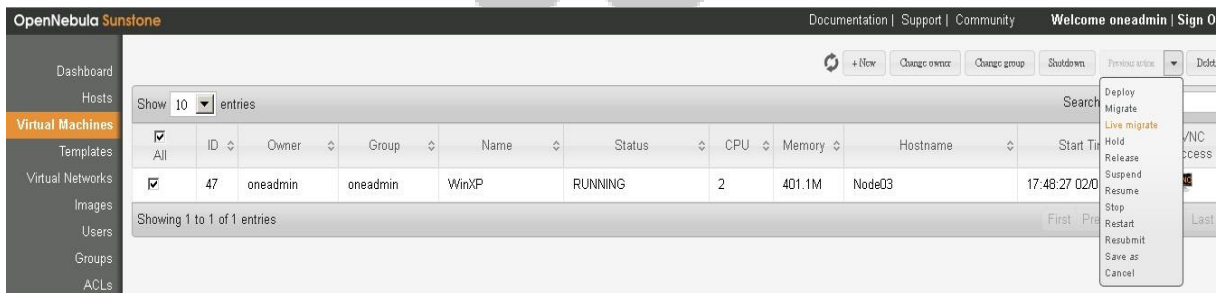 OpenNebula Sunstone
Documentation | Support | Community Welcome oneadmin | Sign O
Dashboard
Hosts
Virtual Machines
Templates
Virtual Networks
Images
Users
Groups
ACLs
+ New Change owner Change group Shutdown Previous action Delet
Show 10 entries
Search
All ID Owner Group Name Status CPU Memory Hostname Start Ti VNC ccess
47 oneadmin oneadmin WinXP RUNNING 2 401.1M Node03 17:48:27 02/0
Showing 1 to 1 of 1 entries
First Pre Last
Deploy
Migrate
Live migrate
Hold
Release
Suspend
Resume
Stop
Restart
Resubmit
Save as
Cancel